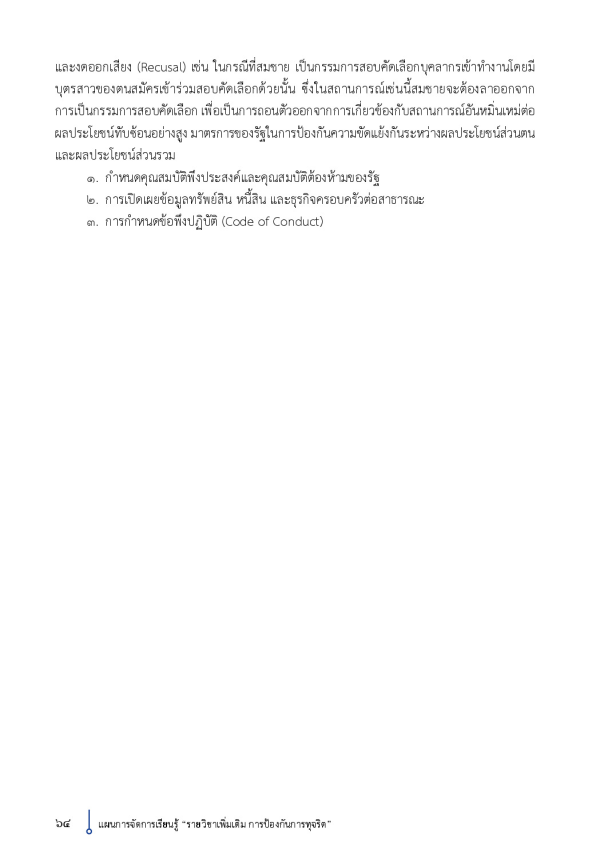 และงดออกเสียง (Recusal) เช่น ในกรณีที่สมชาย เป็นกรรมการสอบคัดเลือกบุคลากรเข้าทำงานโดยมี
บุตรสาวของตนสมัครเข้าร่วมสอบคัดเลือกด้วยนั้น ซึ่งในสถานการณ์เช่นนี้สมชายจะต้องลาออกจาก
การเป็นกรรมการสอบคัดเลือก เพื่อเป็นการถอนตัวออกจากการเกี่ยวข้องกับสถานการณ์อันหมิ่นเหม่ต่อ
ผลประโยชน์ทับซ้อนอย่างสูง มาตรการของรัฐในการป้องกันความขัดแย้งกันระหว่างผลประโยชน์ส่วนตน
และผลประโยชน์ส่วนรวม
๑. กำหนดคุณสมบัติพึงประสงค์และคุณสมบัติต้องห้ามของรัฐ
๒. การเปิดเผยข้อมูลทรัพย์สิน หนี้สิน และธุรกิจครอบครัวต่อสาธารณะ
๓. การกำหนดข้อพึงปฏิบัติ (Code of Conduct)
๖๔ แผนการจัดการเรียนรู้ "รายวิชาเพิ่มเติม การป้องกันการทุจริต"